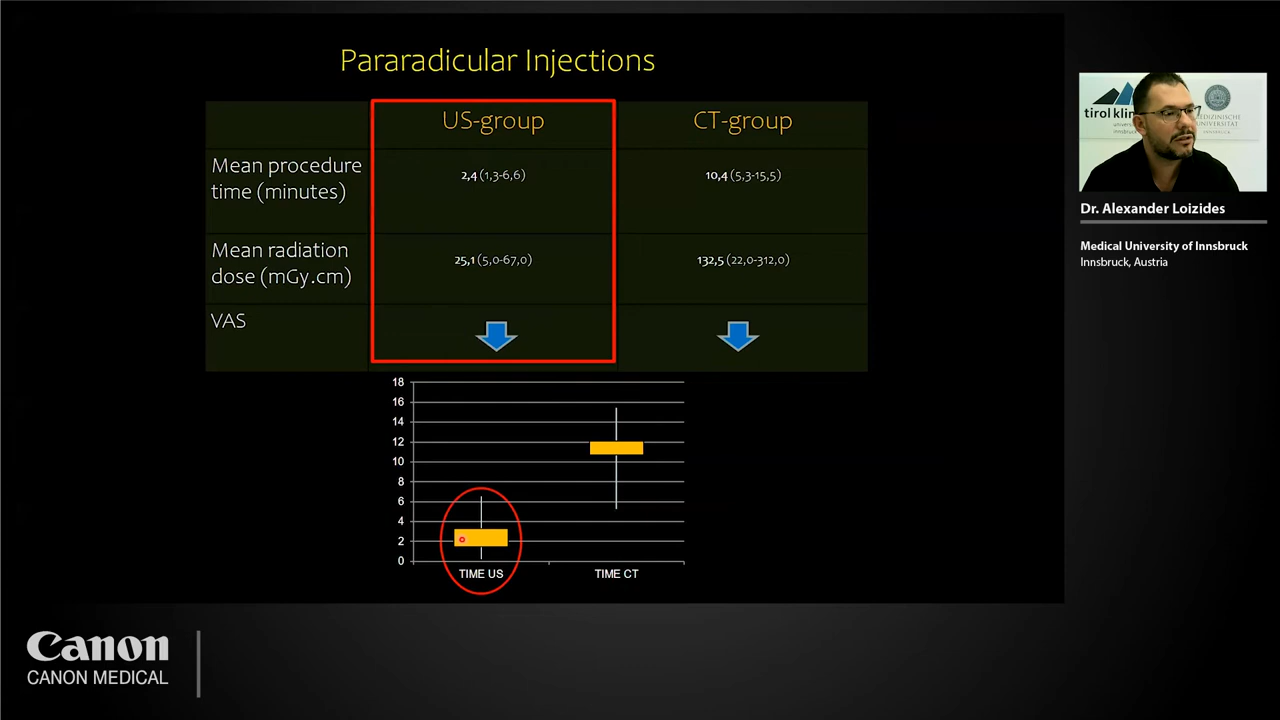 Pararadicular Injections
US-group
CT-group
Mean procedure
time (minutes)
2,4 (1,3-6,6)
10,4 (5,3-15,5)
Mean radiation
dose (mGy.cm)
25,1 (5,0-67,0)
132,5 (22,0-312,0)
VAS
18
16
14
12
10
8
6
4
2
0
TIME US
TIME CT
tirol kli
Dr. Alexander Loizides
Medical University of Innsbruck
Innsbruck, Austria
Canon
CANON MEDICAL